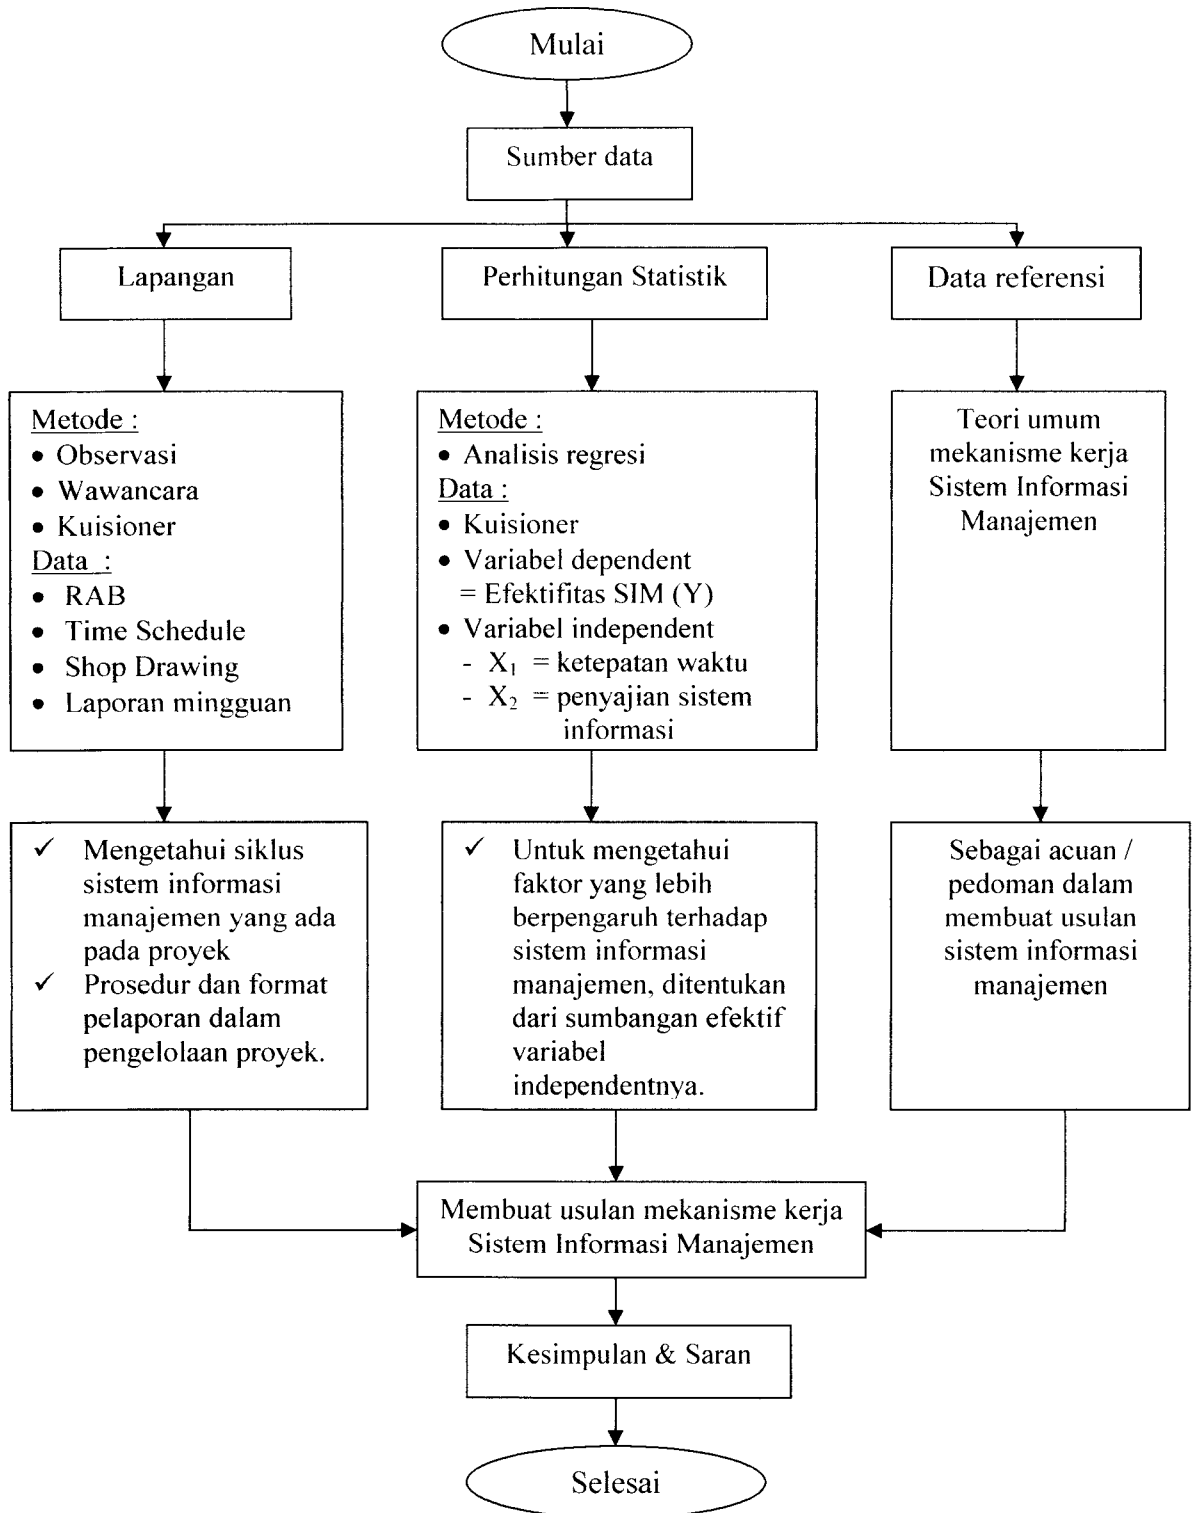 Mulai
Sumber data
Lapangan
Perhitungan Statistik
Data referensi
Metode :
• Observasi
• Wawancara
• Kuisioner
Data :
• RAB
• Time Schedule
• Shop Drawing
• Laporan mingguan
Metode :
• Analisis regresi
Data :
• Kuisioner
• Variabel dependent
= Efektifitas SIM (Y)
• Variabel independent
- X₁ = ketepatan waktu
- X₂ = penyajian sistem
informasi
Teori umum
mekanisme kerja
Sistem Informasi
Manajemen
✓ Mengetahui siklus
sistem informasi
manajemen yang ada
pada proyek
✓ Prosedur dan format
pelaporan dalam
pengelolaan proyek.
✓ Untuk mengetahui
faktor yang lebih
berpengaruh terhadap
sistem informasi
manajemen, ditentukan
dari sumbangan efektif
variabel
independentnya.
Sebagai acuan /
pedoman dalam
membuat usulan
sistem informasi
manajemen
Membuat usulan mekanisme kerja
Sistem Informasi Manajemen
Kesimpulan & Saran
Selesai